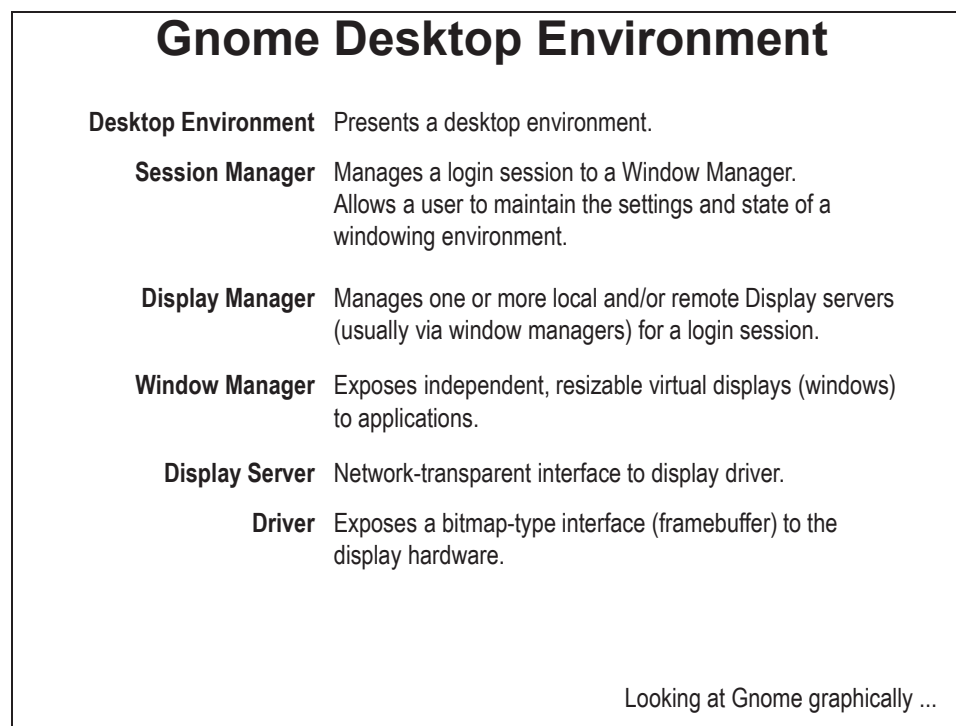 Gnome Desktop Environment
Desktop Environment Presents a desktop environment.
Session Manager Manages a login session to a Window Manager.
Allows a user to maintain the settings and state of a
windowing environment.
Display Manager Manages one or more local and/or remote Display servers
(usually via window managers) for a login session.
Window Manager Exposes independent, resizable virtual displays (windows)
to applications.
Display Server Network-transparent interface to display driver.
Driver Exposes a bitmap-type interface (framebuffer) to the
display hardware.
Looking at Gnome graphically ...